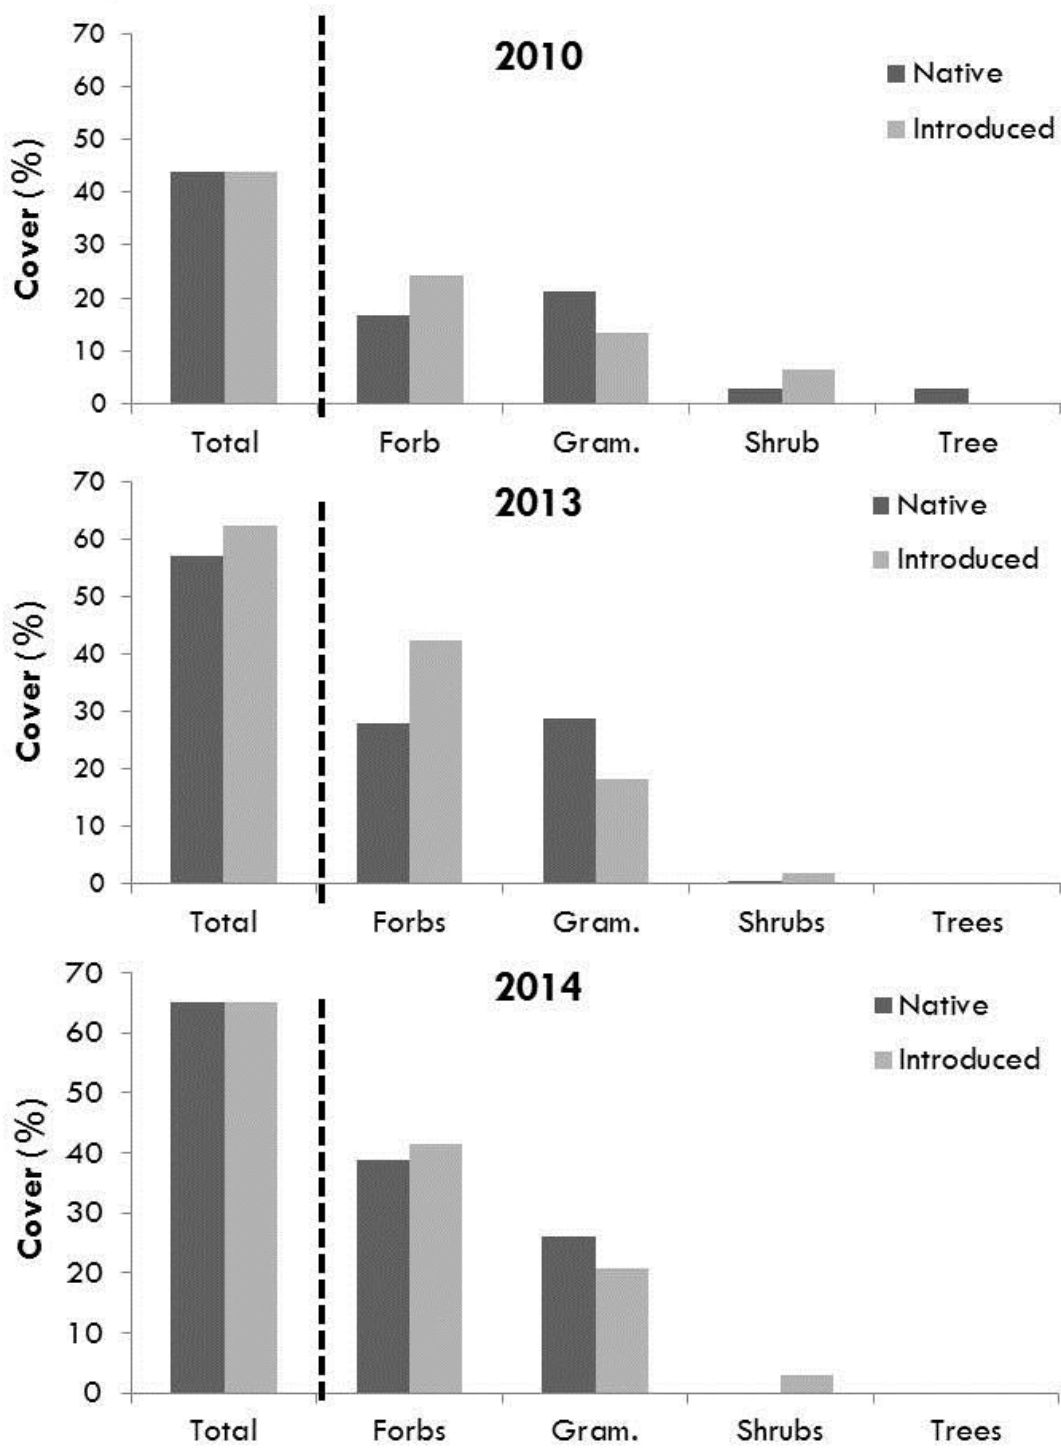 2010
Native
Introduced
Cover (%)
70
60
50
40
30
20
10
0
Total Forb Gram. Shrub Tree
2013
Native
Introduced
Cover (%)
70
60
50
40
30
20
10
0
Total Forbs Gram. Shrubs Trees
2014
Native
Introduced
Cover (%)
70
60
50
40
30
20
10
0
Total Forbs Gram. Shrubs Trees